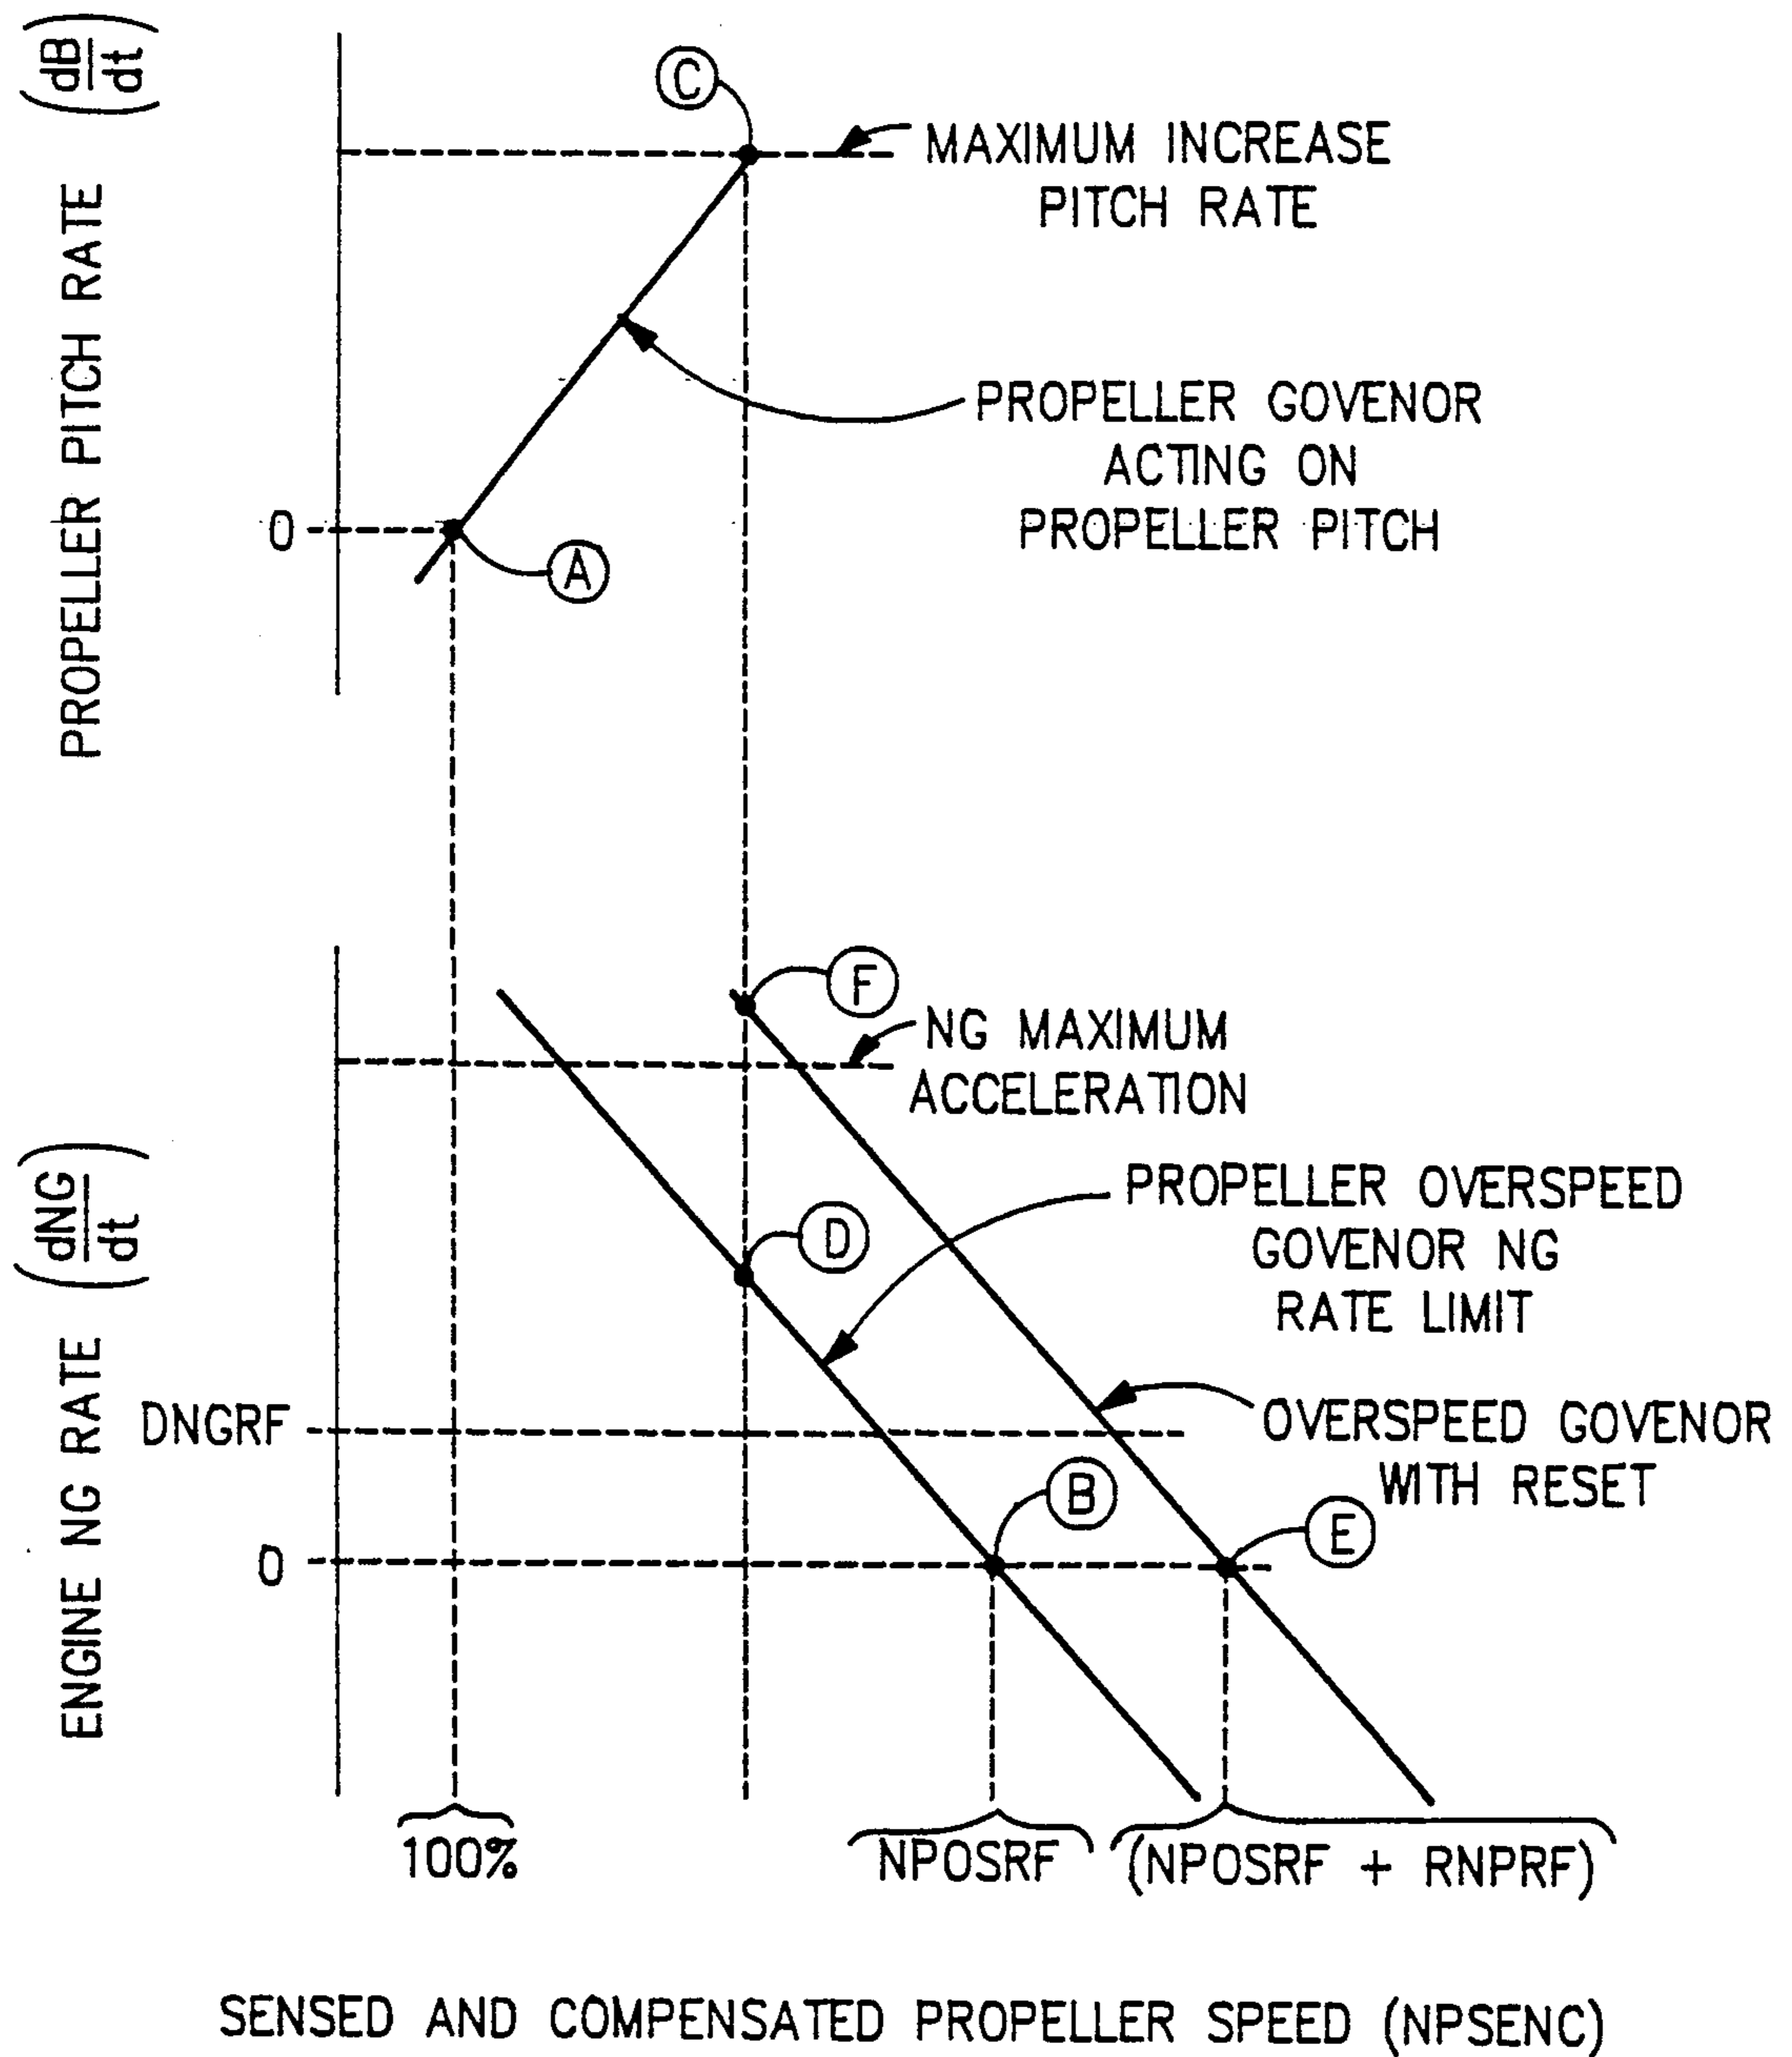 PROPELLER PITCH RATE (dB/dt)
C
MAXIMUM INCREASE
PITCH RATE
PROPELLER GOVENOR
ACTING ON
PROPELLER PITCH
0
A
ENGINE NG RATE (dNG/dt)
F
NG MAXIMUM
ACCELERATION
PROPELLER OVERSPEED
GOVENOR NG
RATE LIMIT
D
DNGRF
OVERSPEED GOVENOR
WITH RESET
B
E
0
100%
NPOSRF
(NPOSRF + RNPRF)
SENSED AND COMPENSATED PROPELLER SPEED (NPSENC)